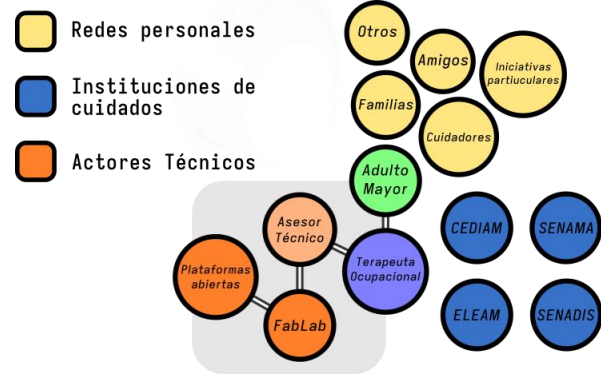 Redes personales
Instituciones de
cuidados
Actores Técnicos
Otros
Amigos
Iniciativas
partiuculares
Familias
Cuidadores
Adulto
Mayor
Asesor
Técnico
Terapeuta
Ocupacional
Plataformas
abiertas
FabLab
CEDIAM
SENAMA
ELEAM
SENADIS